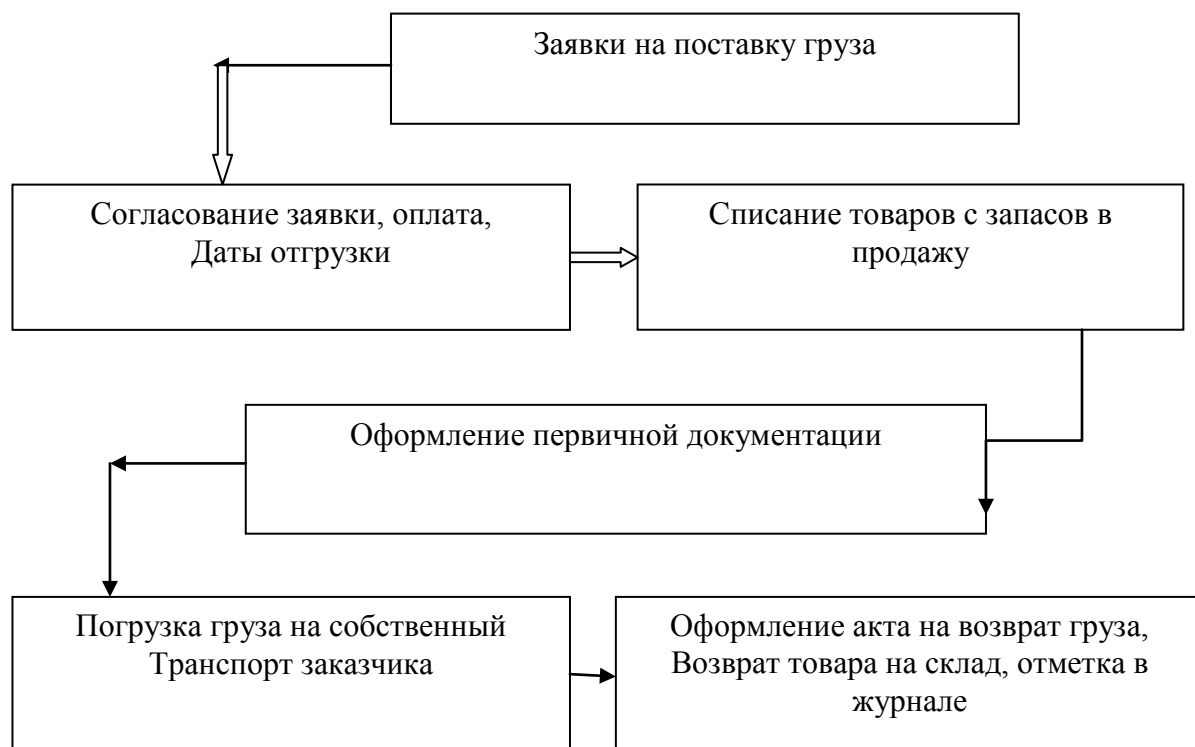 Заявки на поставку груза
Согласование заявки, оплата,
Даты отгрузки
Списание товаров с запасов в
продажу
Оформление первичной документации
Погрузка груза на собственный
Транспорт заказчика
Оформление акта на возврат груза,
Возврат товара на склад, отметка в
журнале